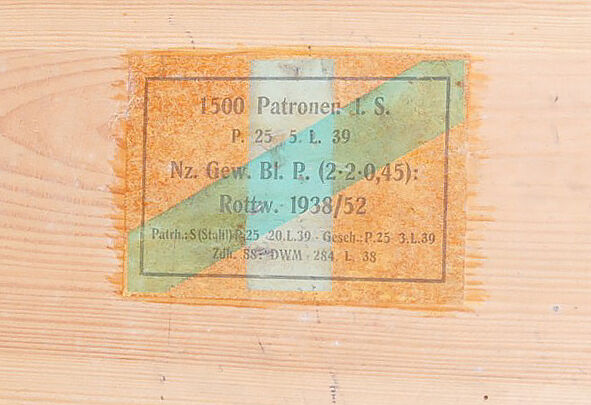 1500 Patronen I. S.
P. 25 5. L. 39
Nz. Gew. Bl. P. (2·2·0,45):
Rottw. 1938/52
Patrh.: S (Stahl) P.25 ·20.L.39 · Gesch.: P.25 3.L.39
Zdh. 88: DWM · 284. L 38